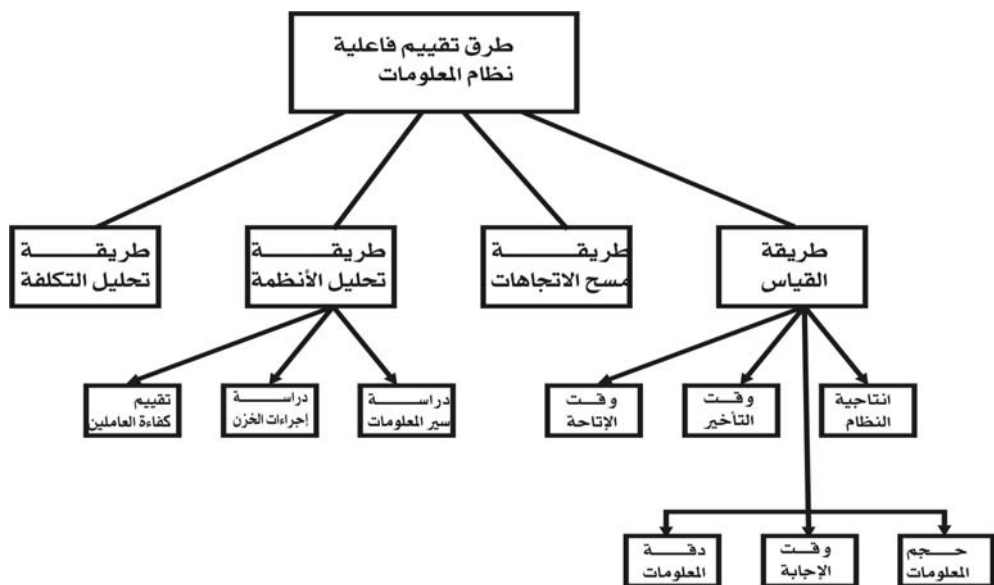 طرق تقييم فاعلية
نظام المعلومات
طريقة
القياس
طريقة
مسح الاتجاهات
طريقة
تحليل الأنظمة
طريقة
تحليل التكلفة
انتاجية
النظام
وقت
التأخير
وقت
الإتاحة
دراسة
سير المعلومات
دراسة
إجراءات الخزن
تقييم
كفاءة العاملين
حجم
المعلومات
وقت
الإجابة
دقة
المعلومات